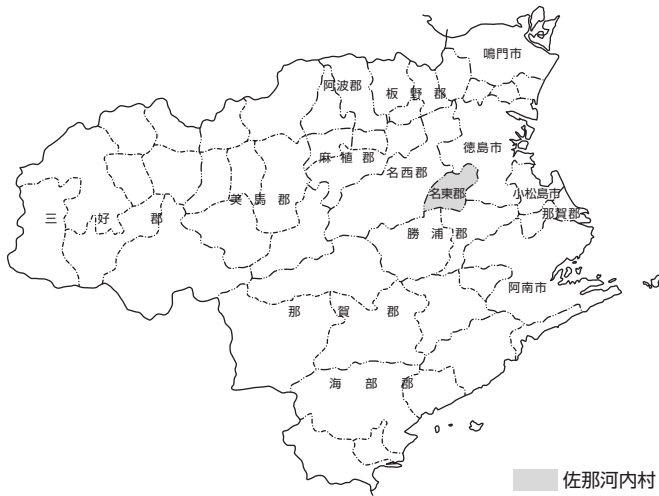 鳴門市
阿波郡
板野郡
徳島市
麻植郡
名西郡
名東郡
小松島市
美馬郡
那賀郡
三好郡
勝浦郡
阿南市
那賀郡
海部郡
佐那河内村